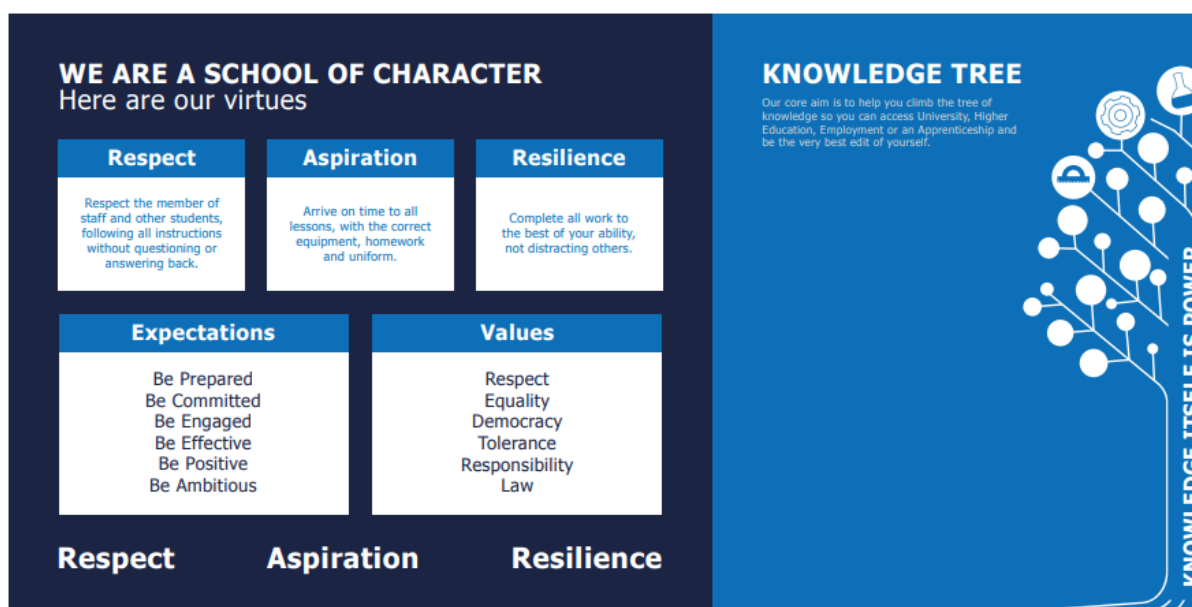 WE ARE A SCHOOL OF CHARACTER
Here are our virtues
Respect
Respect the member of
staff and other students,
following all instructions
without questioning or
answering back.
Aspiration
Arrive on time to all
lessons, with the correct
equipment, homework
and uniform.
Resilience
Complete all work to
the best of your ability,
not distracting others.
Expectations
Be Prepared
Be Committed
Be Engaged
Be Effective
Be Positive
Be Ambitious
Values
Respect
Equality
Democracy
Tolerance
Responsibility
Law
Respect Aspiration Resilience
KNOWLEDGE TREE
Our core aim is to help you climb the tree of
knowledge so you can access University, Higher
Education, Employment or an Apprenticeship and
be the very best edit of yourself.
KNOWLEDGE ITSELF IS POWER